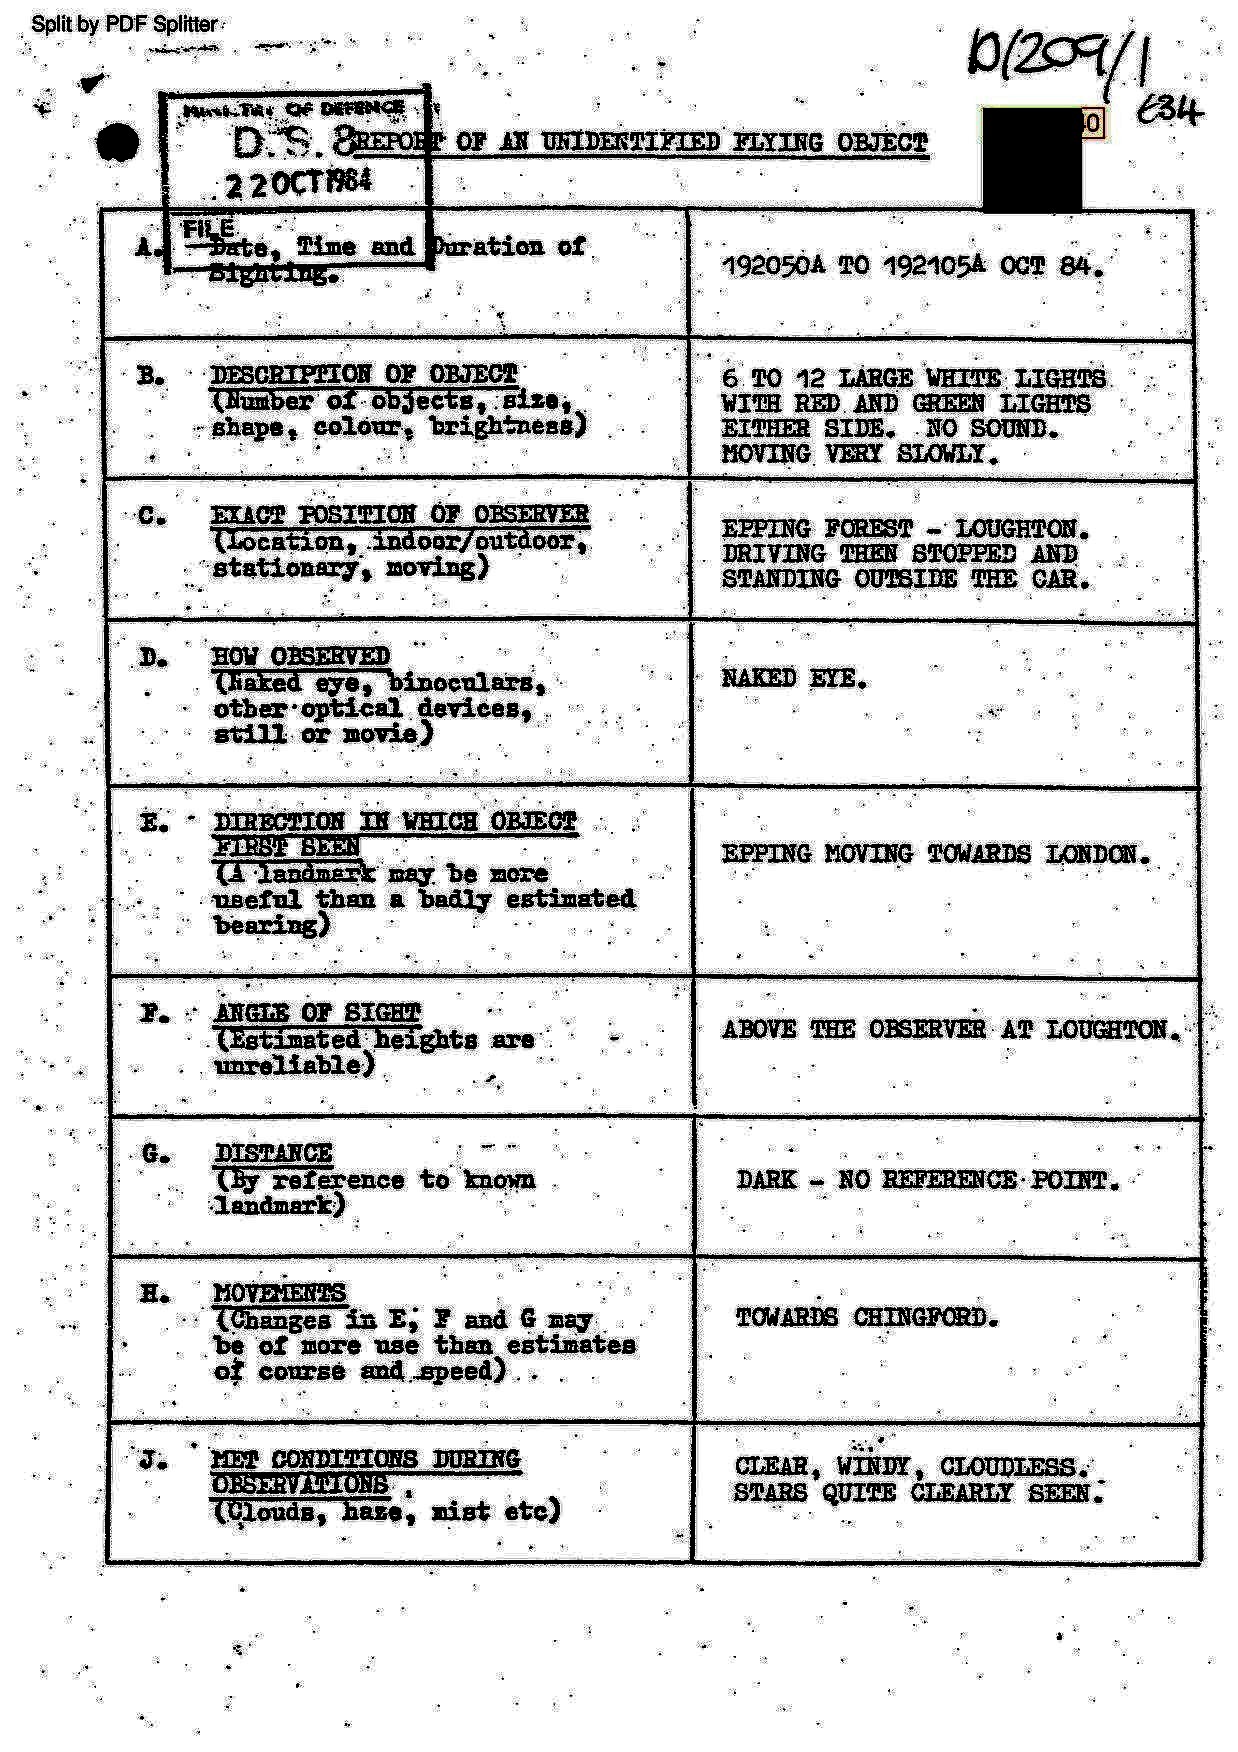 Split by PDF Splitter
D/209/1
634
40
MINISTRY OF DEFENCE
D.S. 8
22 OCT 1984
FILE
REPORT OF AN UNIDENTIFIED FLYING OBJECT
A. Date, Time and Duration of
Sighting.
192050A TO 192105A OCT 84.
B. DESCRIPTION OF OBJECT
(Number of objects, size,
shape, colour, brightness)
6 TO 12 LARGE WHITE LIGHTS
WITH RED AND GREEN LIGHTS
EITHER SIDE. NO SOUND.
MOVING VERY SLOWLY.
C. EXACT POSITION OF OBSERVER
(Location, indoor/outdoor,
stationary, moving)
EPPING FOREST - LOUGHTON.
DRIVING THEN STOPPED AND
STANDING OUTSIDE THE CAR.
D. HOW OBSERVED
(Naked eye, binoculars,
other optical devices,
still or movie)
NAKED EYE.
E. DIRECTION IN WHICH OBJECT
FIRST SEEN
(A landmark may be more
useful than a badly estimated
bearing)
EPPING MOVING TOWARDS LONDON.
F. ANGLE OF SIGHT
(Estimated heights are
unreliable)
ABOVE THE OBSERVER AT LOUGHTON.
G. DISTANCE
(By reference to known
landmark)
DARK - NO REFERENCE POINT.
H. MOVEMENTS
(Changes in E, F and G may
be of more use than estimates
of course and speed)
TOWARDS CHINGFORD.
J. MET CONDITIONS DURING
OBSERVATIONS
(Clouds, haze, mist etc)
CLEAR, WINDY, CLOUDLESS.
STARS QUITE CLEARLY SEEN.